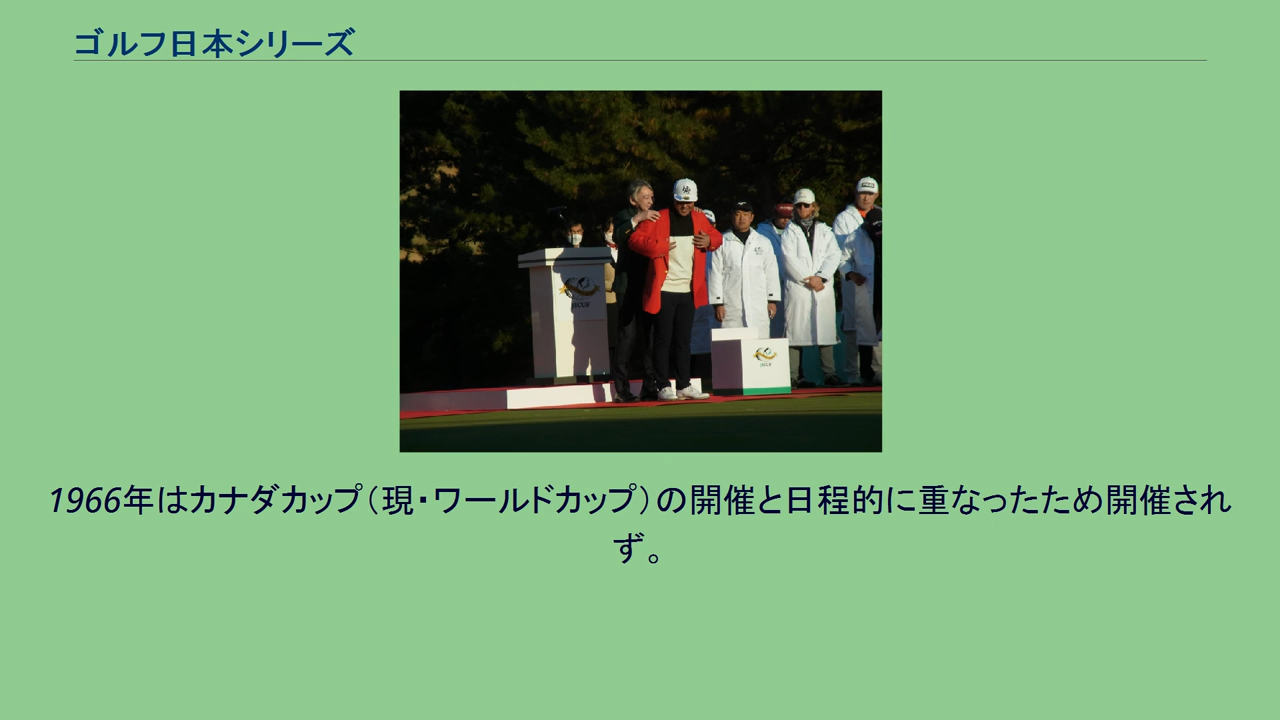 ゴルフ日本シリーズ
1966年はカナダカップ（現・ワールドカップ）の開催と日程的に重なったため開催され
ず。